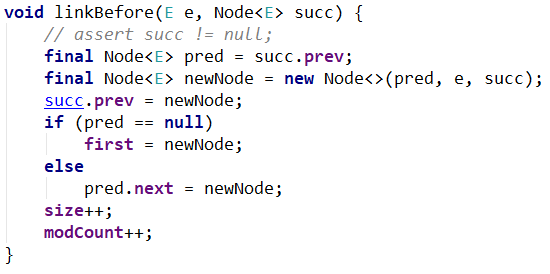 void linkBefore(E e, Node<E> succ) {
    // assert succ != null;
    final Node<E> pred = succ.prev;
    final Node<E> newNode = new Node<>(pred, e, succ);
    succ.prev = newNode;
    if (pred == null)
        first = newNode;
    else
        pred.next = newNode;
    size++;
    modCount++;
}